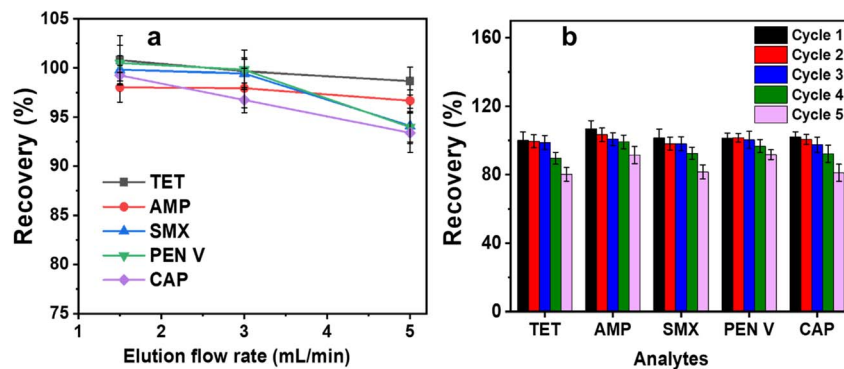 a
Recovery (%)
105
100
95
90
85
80
75
TET
AMP
SMX
PEN V
CAP
1 2 3 4 5
Elution flow rate (mL/min)
b
Cycle 1
Cycle 2
Cycle 3
Cycle 4
Cycle 5
Recovery (%)
160
120
80
40
0
TET AMP SMX PEN V CAP
Analytes